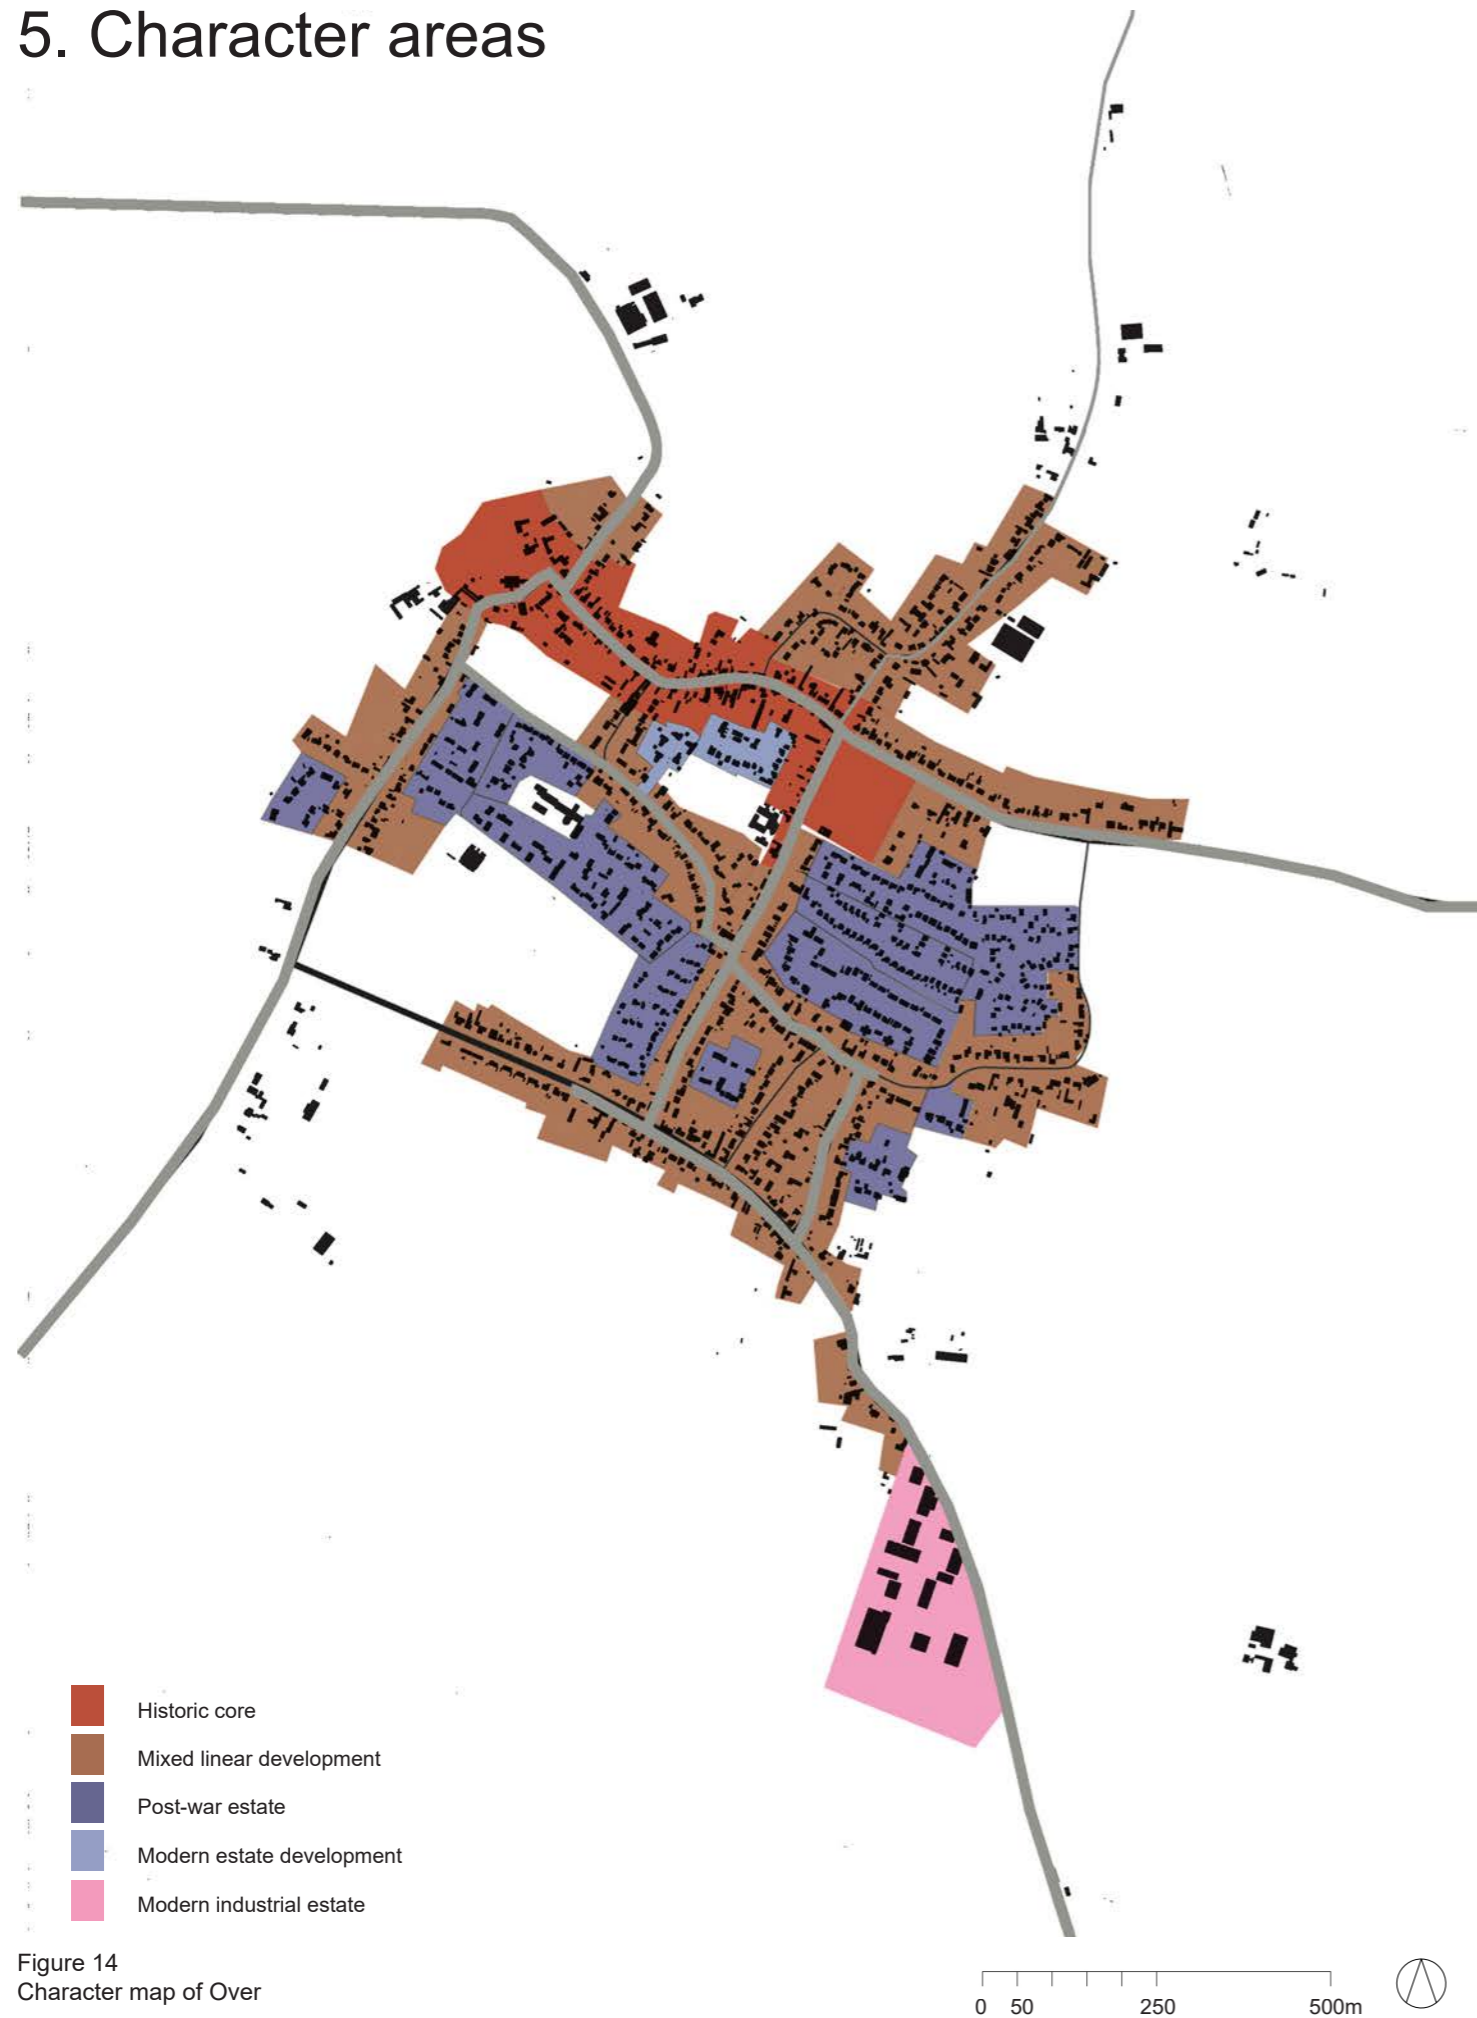 5. Character areas
Historic core
Mixed linear development
Post-war estate
Modern estate development
Modern industrial estate
Figure 14
Character map of Over
0 50 250 500m